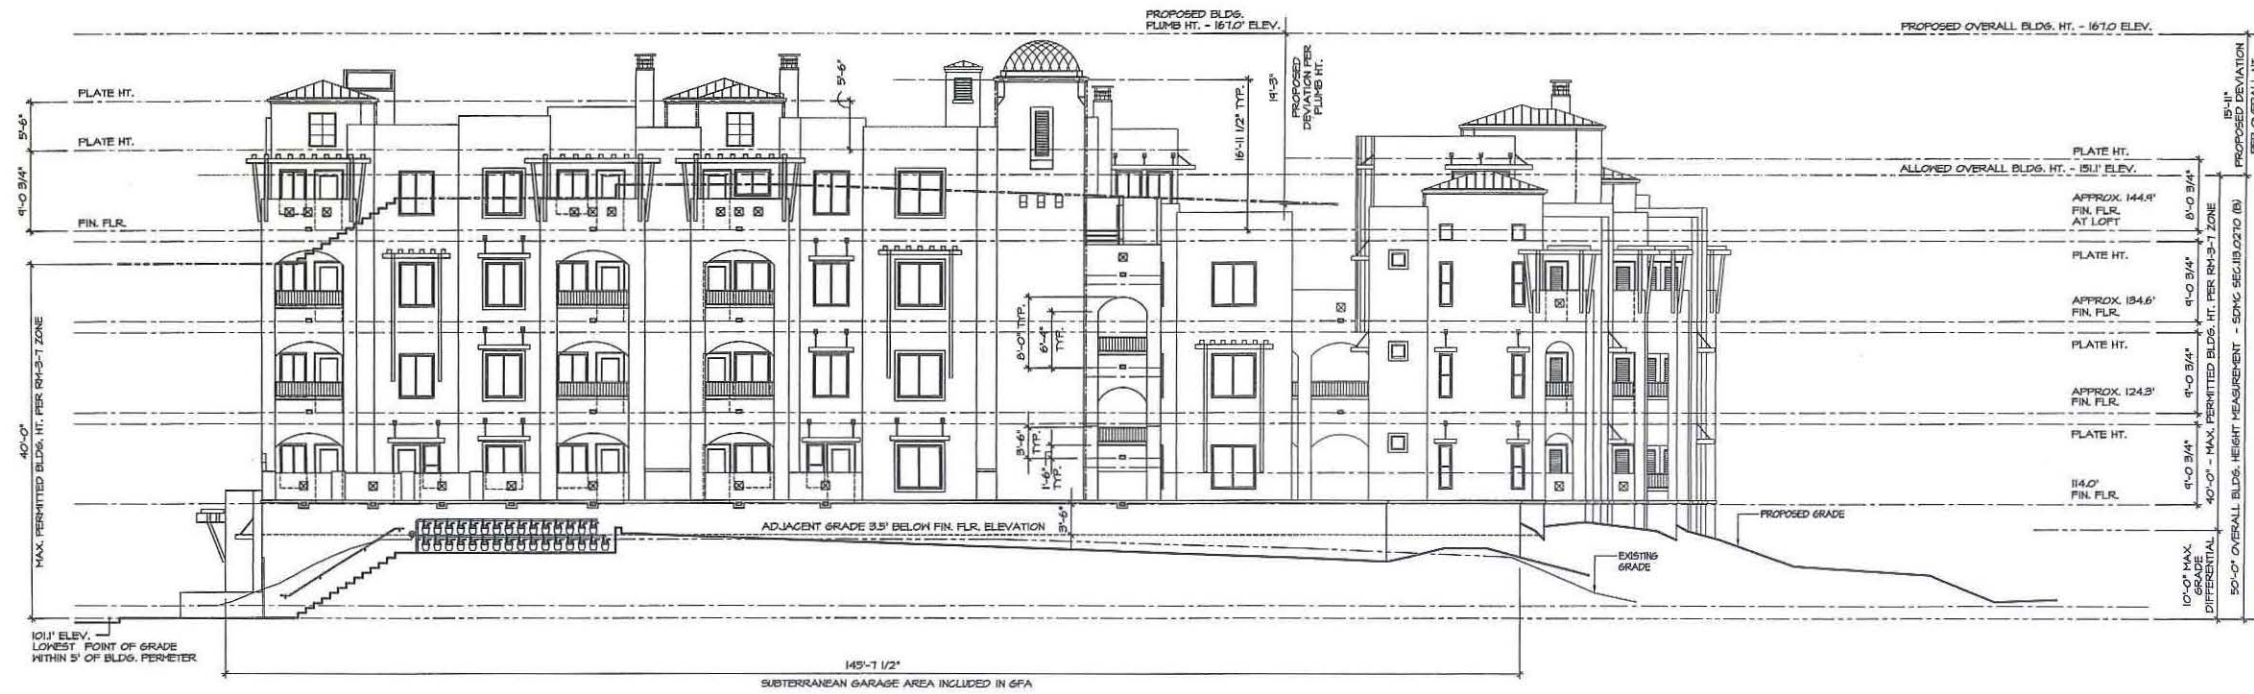 PROPOSED BLDG.
PLUMB HT. - 167.0' ELEV.
PROPOSED OVERALL BLDG. HT. - 167.0 ELEV.
PROPOSED
DEVIATION PER
PLUMB HT.
19'-3"
16'-11 1/2" TYP.
5'-6"
15'-11"
PROPOSED DEVIATION
PLATE HT.
5'-6"
PLATE HT.
9'-0 3/4"
FIN. FLR.
40'-0"
MAX. PERMITTED BLDG. HT. PER RM-3-7 ZONE
PLATE HT.
ALLOWED OVERALL BLDG. HT. - 151.1' ELEV.
APPROX. 144.9'
FIN. FLR.
AT LOFT
8'-0 3/4"
PLATE HT.
9'-0 3/4"
APPROX. 134.6'
FIN. FLR.
PLATE HT.
9'-0 3/4"
APPROX. 124.3'
FIN. FLR.
PLATE HT.
9'-0 3/4"
114.0'
FIN. FLR.
40'-0" - MAX. PERMITTED BLDG. HT. PER RM-3-7 ZONE
50'-0" OVERALL BLDG. HEIGHT MEASUREMENT - SDMC SEC.113.0270 (B)
10'-0" MAX.
GRADE
DIFFERENTIAL
8'-0" TYP.
6'-4"
TYP.
3'-6"
TYP.
1'-6"
TYP.
3'-6"
ADJACENT GRADE 3.5' BELOW FIN. FLR. ELEVATION
PROPOSED GRADE
EXISTING
GRADE
101.1' ELEV.
LOWEST POINT OF GRADE
WITHIN 5' OF BLDG. PERIMETER
145'-7 1/2"
SUBTERRANEAN GARAGE AREA INCLUDED IN GFA